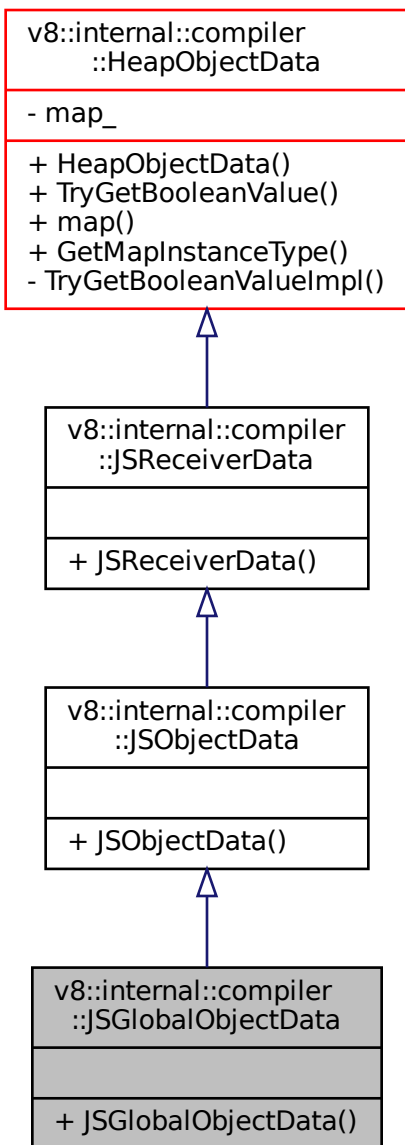 v8::internal::compiler
::HeapObjectData
- map_
+ HeapObjectData()
+ TryGetBooleanValue()
+ map()
+ GetMapInstanceType()
- TryGetBooleanValueImpl()
v8::internal::compiler
::JSReceiverData
+ JSReceiverData()
v8::internal::compiler
::JSObjectData
+ JSObjectData()
v8::internal::compiler
::JSGlobalObjectData
+ JSGlobalObjectData()